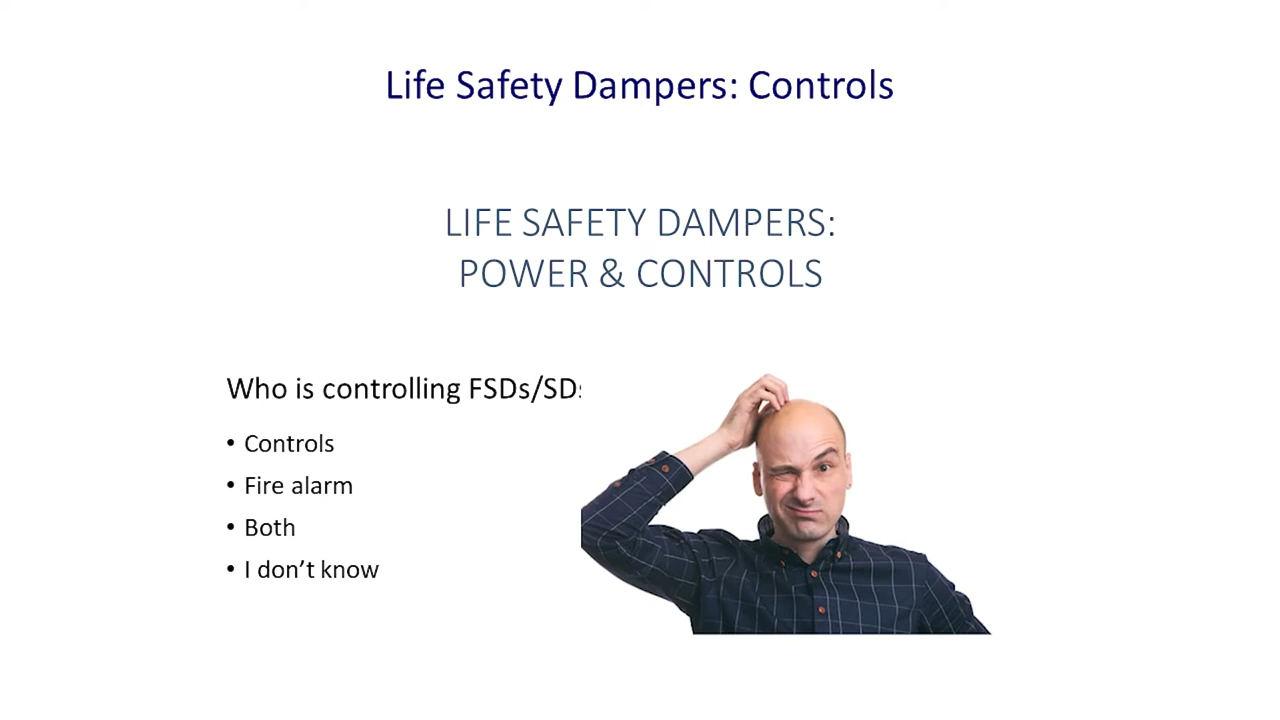 Life Safety Dampers: Controls
LIFE SAFETY DAMPERS:
POWER & CONTROLS
Who is controlling FSDs/SDs
• Controls
• Fire alarm
• Both
• I don't know